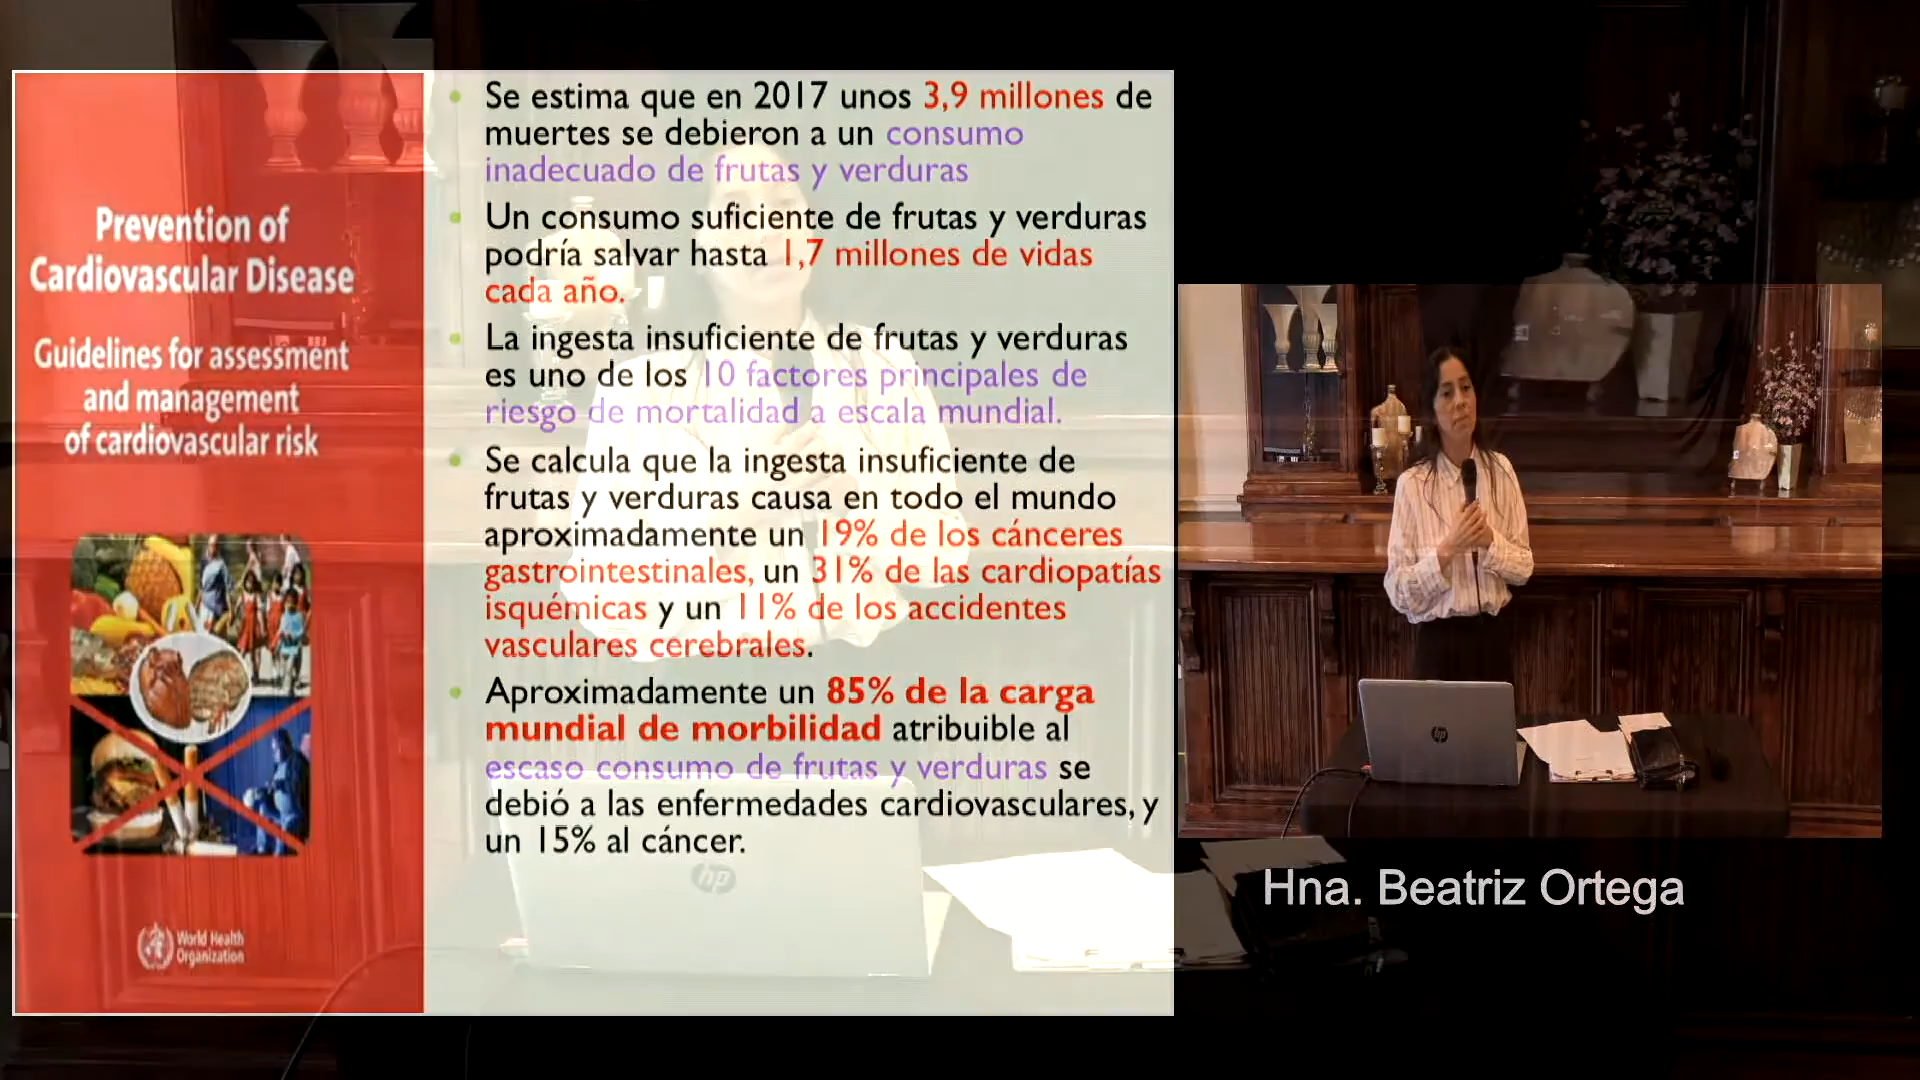 Prevention of
Cardiovascular Disease
Guidelines for assessment
and management
of cardiovascular risk
World Health
Organization
Se estima que en 2017 unos 3,9 millones de
muertes se debieron a un consumo
inadecuado de frutas y verduras
Un consumo suficiente de frutas y verduras
podría salvar hasta 1,7 millones de vidas
cada año.
La ingesta insuficiente de frutas y verduras
es uno de los 10 factores principales de
riesgo de mortalidad a escala mundial.
Se calcula que la ingesta insuficiente de
frutas y verduras causa en todo el mundo
aproximadamente un 19% de los cánceres
gastrointestinales, un 31% de las cardiopatías
isquémicas y un 11% de los accidentes
vasculares cerebrales.
Aproximadamente un 85% de la carga
mundial de morbilidad atribuible al
escaso consumo de frutas y verduras se
debió a las enfermedades cardiovasculares, y
un 15% al cáncer.
hp
hp
Hna. Beatriz Ortega